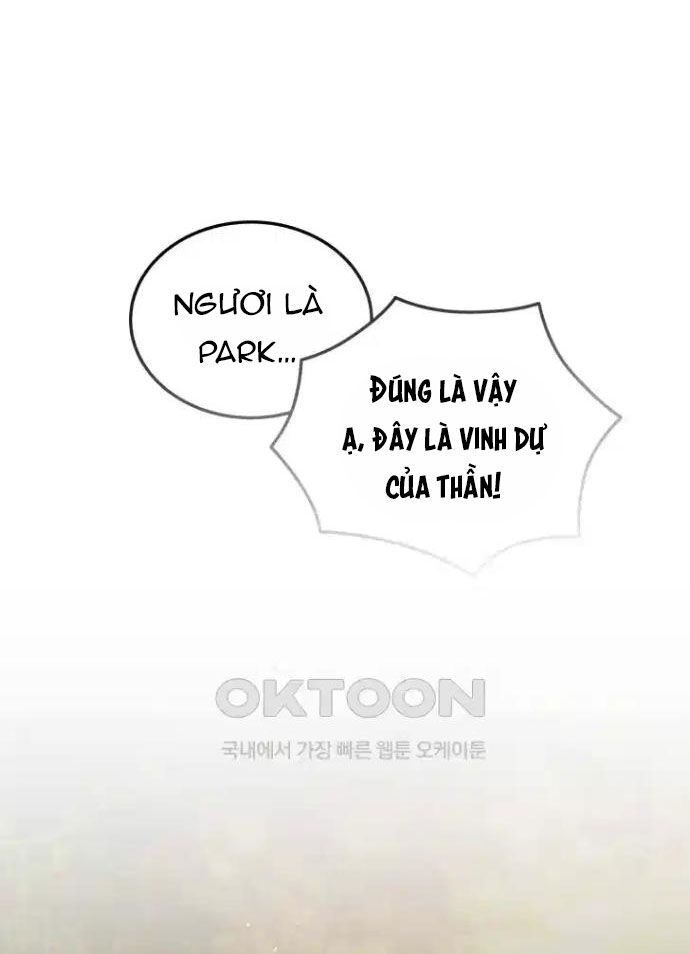 NGƯƠI LÀ
PARK...
ĐÚNG LÀ VẬY
Ạ, ĐÂY LÀ VINH DỰ
CỦA THẦN!
OKTOON
국내에서 가장 빠른 웹툰 오케이툰